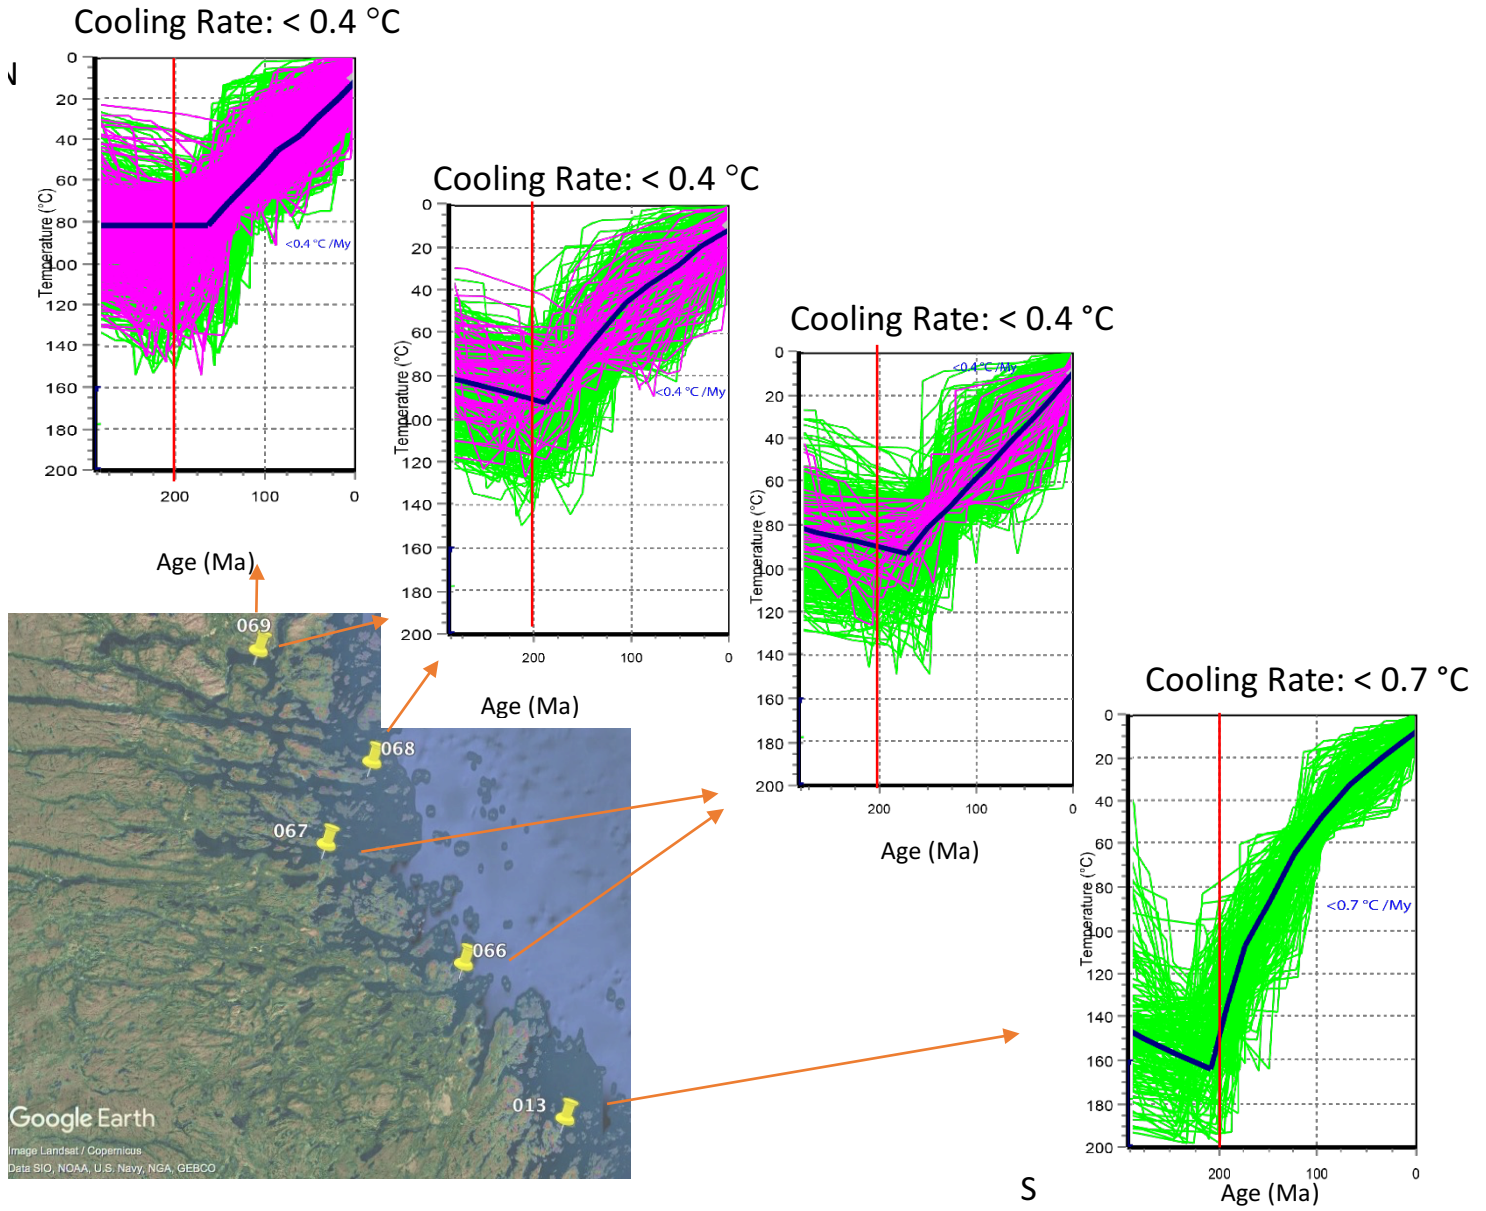 Cooling Rate: < 0.4 °C
N
0
20
40
60
80
100
120
140
160
180
200
Temperature (°C)
<0.4 °C /My
200
100
0
Age (Ma)
Cooling Rate: < 0.4 °C
0
20
40
60
80
100
120
140
160
180
200
Temperature (°C)
<0.4 °C /My
200
100
0
Age (Ma)
Cooling Rate: < 0.4 °C
0
20
40
60
80
100
120
140
160
180
200
Temperature (°C)
<0.4 °C /My
200
100
0
Age (Ma)
Cooling Rate: < 0.7 °C
0
20
40
60
80
100
120
140
160
180
200
Temperature (°C)
<0.7 °C /My
200
100
0
Age (Ma)
S
069
068
067
066
013
Google Earth
Image Landsat / Copernicus
Data SIO, NOAA, U.S. Navy, NGA, GEBCO